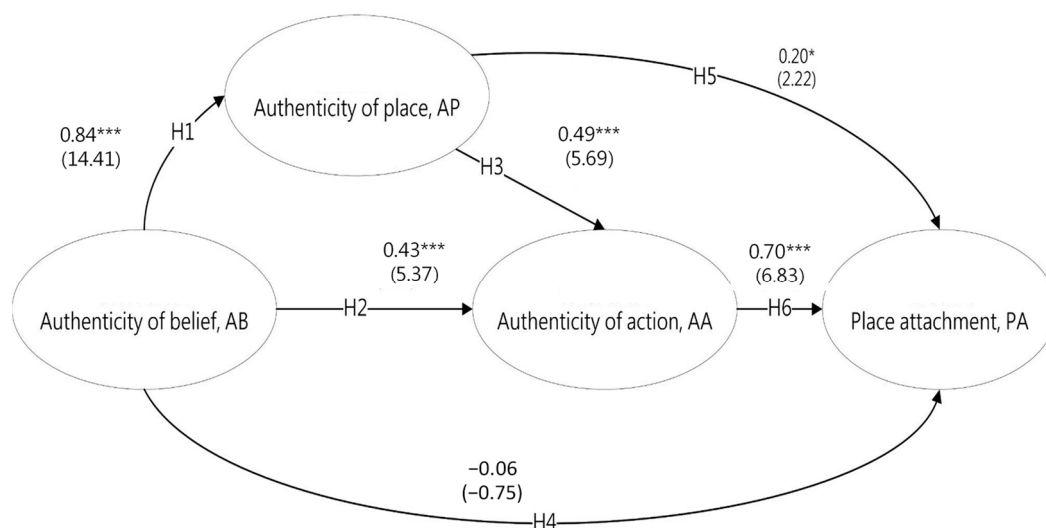 0.20*
(2.22)
H5
Authenticity of place, AP
0.84***
(14.41)
H1
0.49***
(5.69)
H3
0.43***
(5.37)
0.70***
(6.83)
Authenticity of belief, AB
H2
Authenticity of action, AA
H6
Place attachment, PA
−0.06
(−0.75)
H4